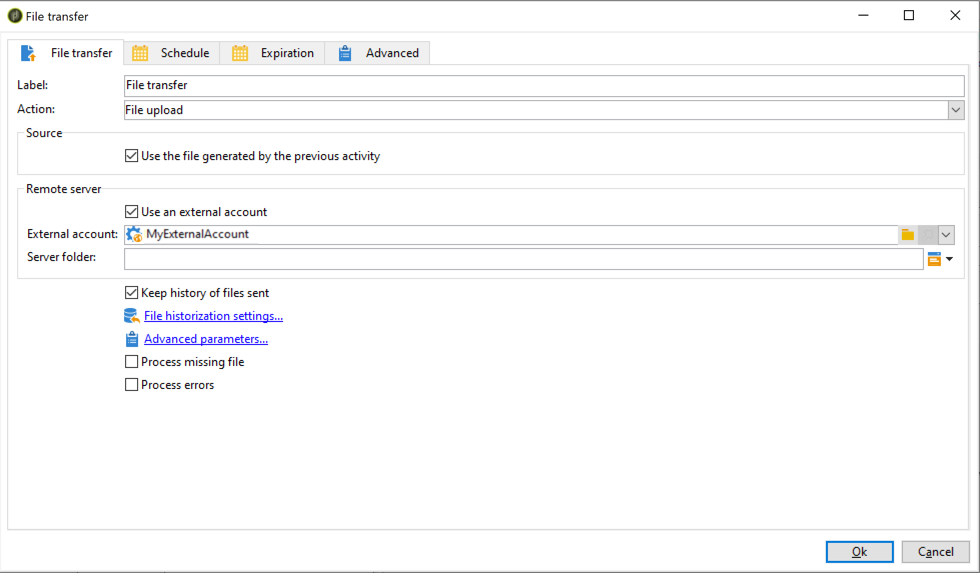 File transfer
File transfer Schedule Expiration Advanced
Label: File transfer
Action: File upload
Source
Use the file generated by the previous activity
Remote server
Use an external account
External account: MyExternalAccount
Server folder:
Keep history of files sent
File historization settings...
Advanced parameters...
Process missing file
Process errors
Ok Cancel